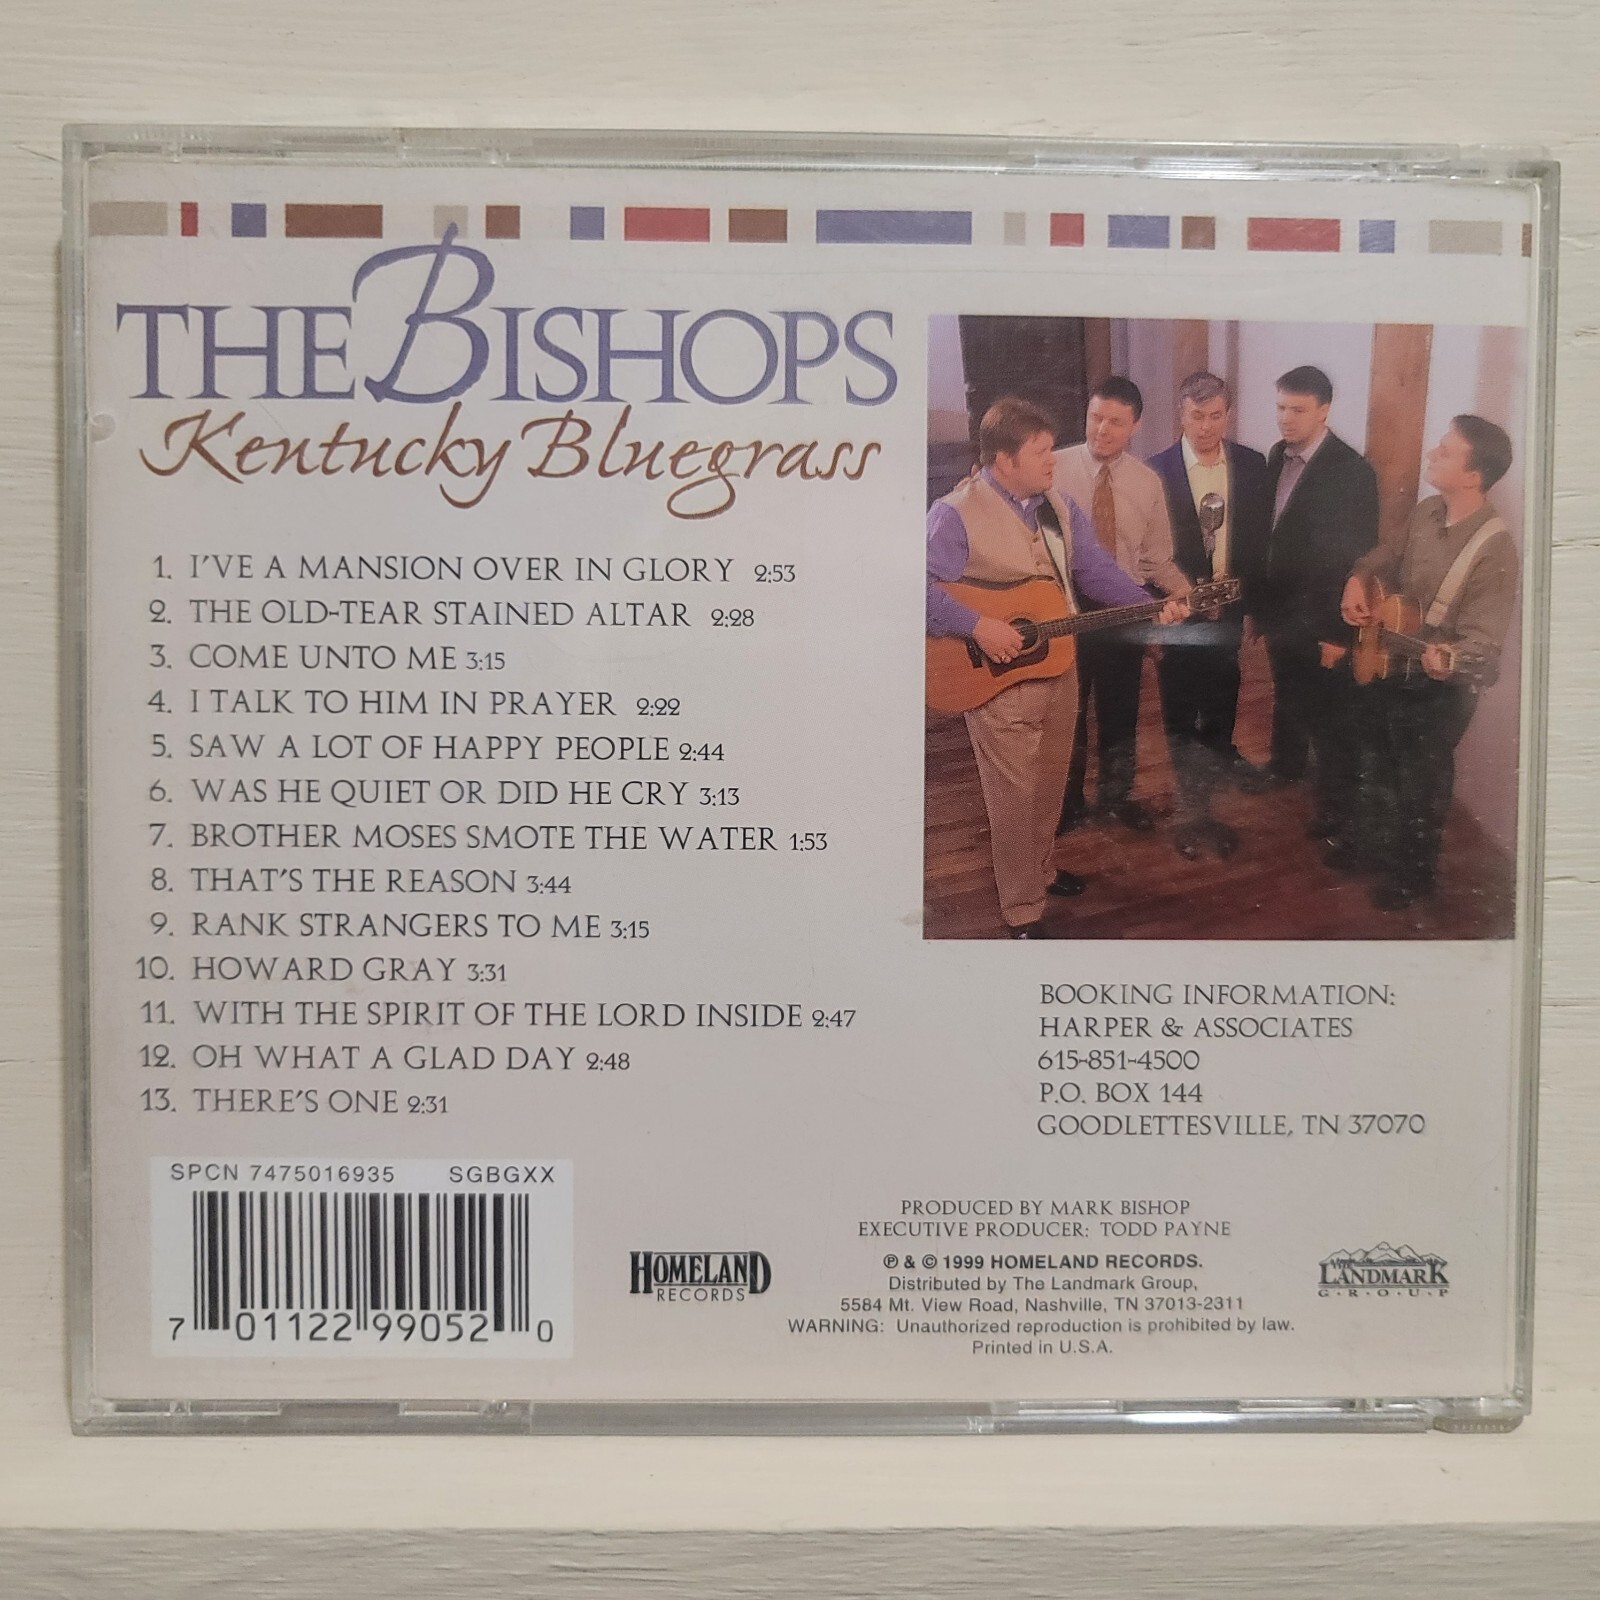 THE BISHOPS
Kentucky Bluegrass
1. I'VE A MANSION OVER IN GLORY 2:53
2. THE OLD-TEAR STAINED ALTAR 2:28
3. COME UNTO ME 3:15
4. I TALK TO HIM IN PRAYER 2:22
5. SAW A LOT OF HAPPY PEOPLE 2:44
6. WAS HE QUIET OR DID HE CRY 3:13
7. BROTHER MOSES SMOTE THE WATER 1:53
8. THAT'S THE REASON 3:44
9. RANK STRANGERS TO ME 3:15
10. HOWARD GRAY 3:31
11. WITH THE SPIRIT OF THE LORD INSIDE 2:47
12. OH WHAT A GLAD DAY 2:48
13. THERE'S ONE 2:31
BOOKING INFORMATION:
HARPER & ASSOCIATES
615-851-4500
P.O. BOX 144
GOODLETTESVILLE, TN 37070
SPCN 7475016935 SGBGXX
7 01122 99052 0
HOMELAND
RECORDS
PRODUCED BY MARK BISHOP
EXECUTIVE PRODUCER: TODD PAYNE
℗ & © 1999 HOMELAND RECORDS.
Distributed by The Landmark Group,
5584 Mt. View Road, Nashville, TN 37013-2311
WARNING: Unauthorized reproduction is prohibited by law.
Printed in U.S.A.
THE LANDMARK
G·R·O·U·P